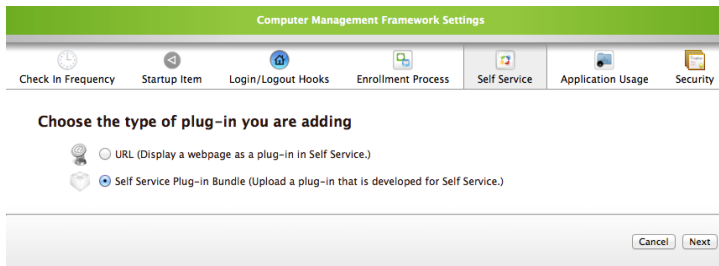 Computer Management Framework Settings
Check In Frequency Startup Item Login/Logout Hooks Enrollment Process Self Service Application Usage Security
Choose the type of plug-in you are adding
URL (Display a webpage as a plug-in in Self Service.)
Self Service Plug-in Bundle (Upload a plug-in that is developed for Self Service.)
Cancel Next